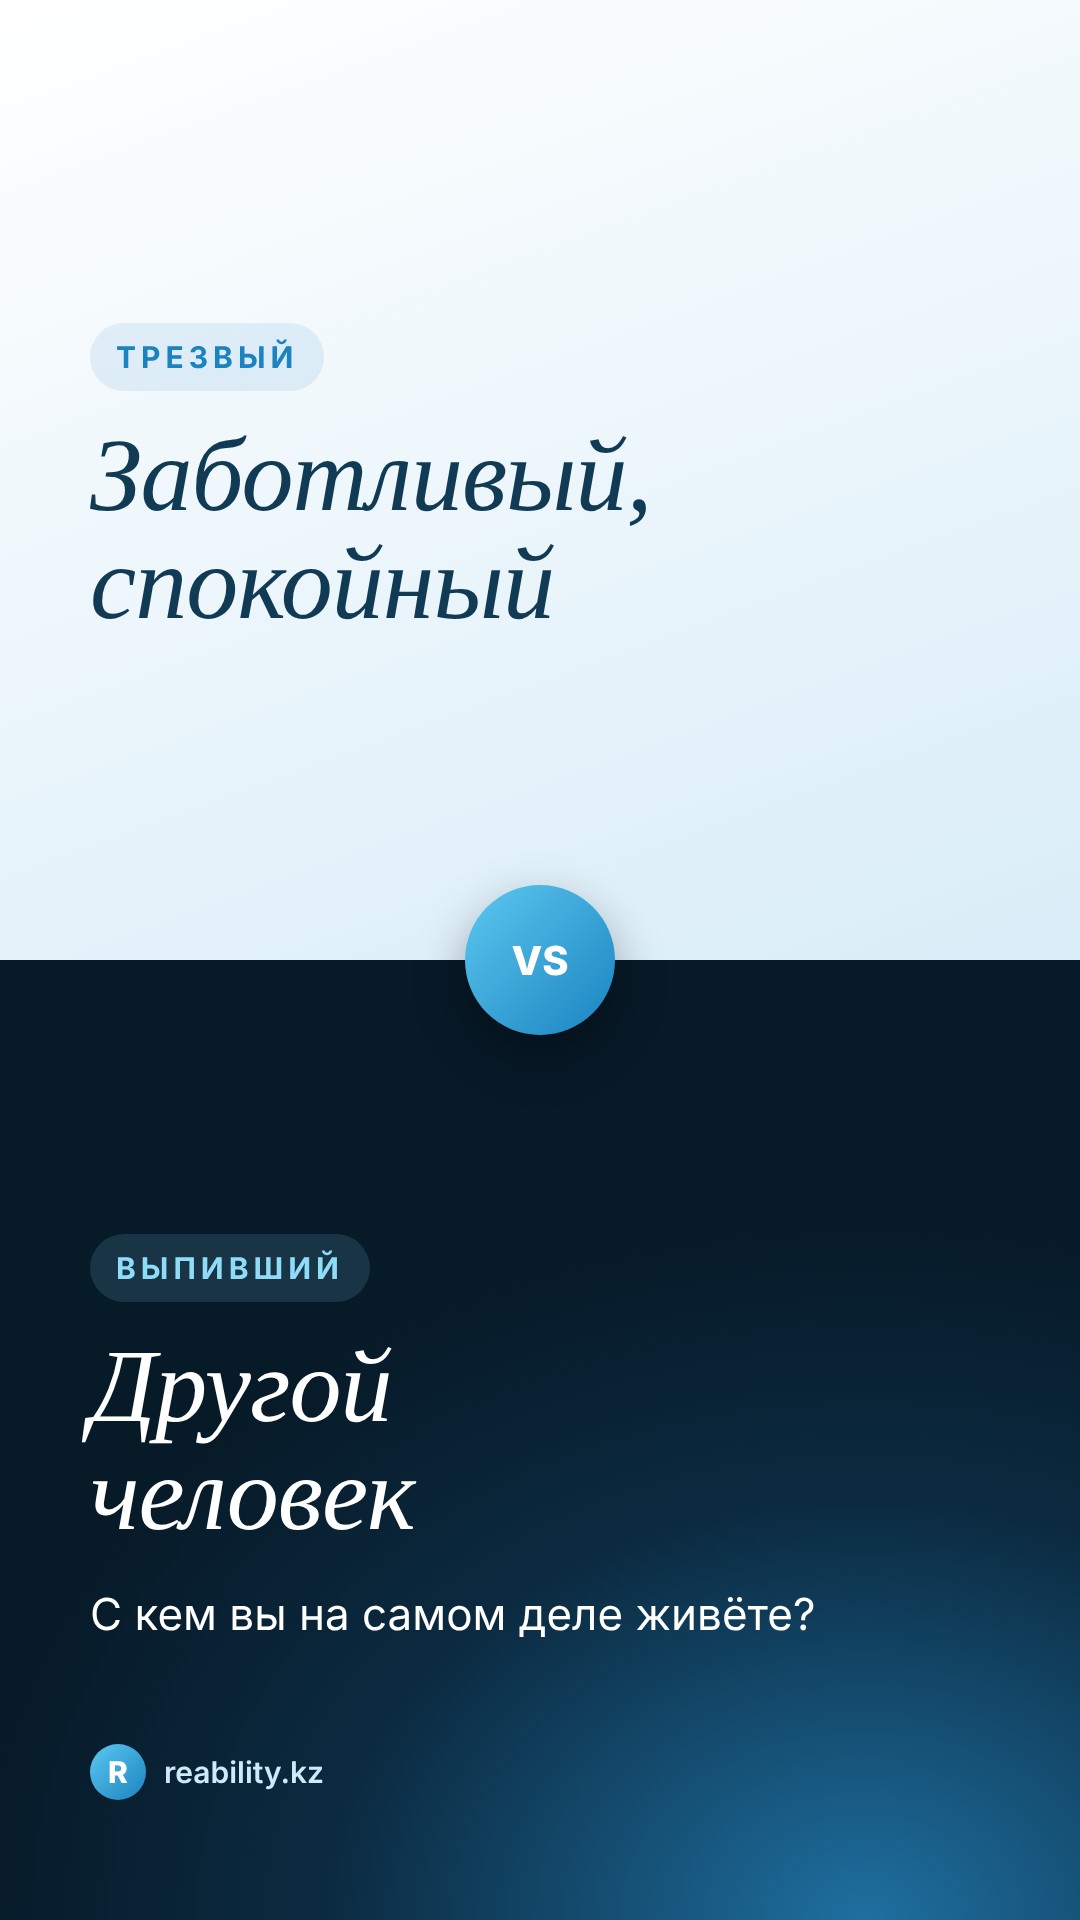 ТРЕЗВЫЙ
Заботливый,
спокойный
VS
ВЫПИВШИЙ
Другой
человек
С кем вы на самом деле живёте?
R reability.kz